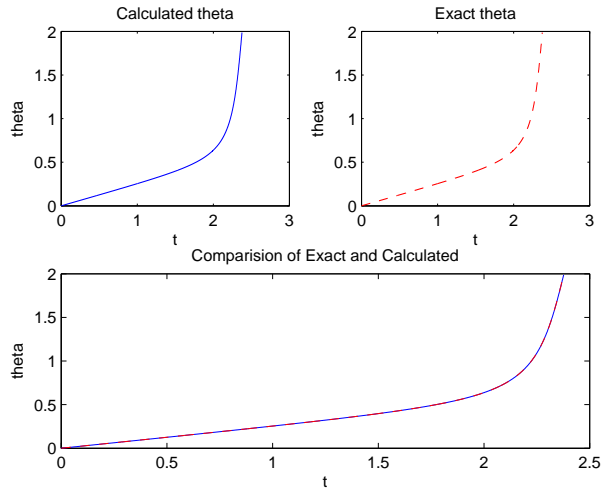 Calculated theta
2
1.5
1
0.5
0
theta
0 1 2 3
t
Exact theta
2
1.5
1
0.5
0
theta
0 1 2 3
t
Comparision of Exact and Calculated
2
1.5
1
0.5
0
theta
0 0.5 1 1.5 2 2.5
t